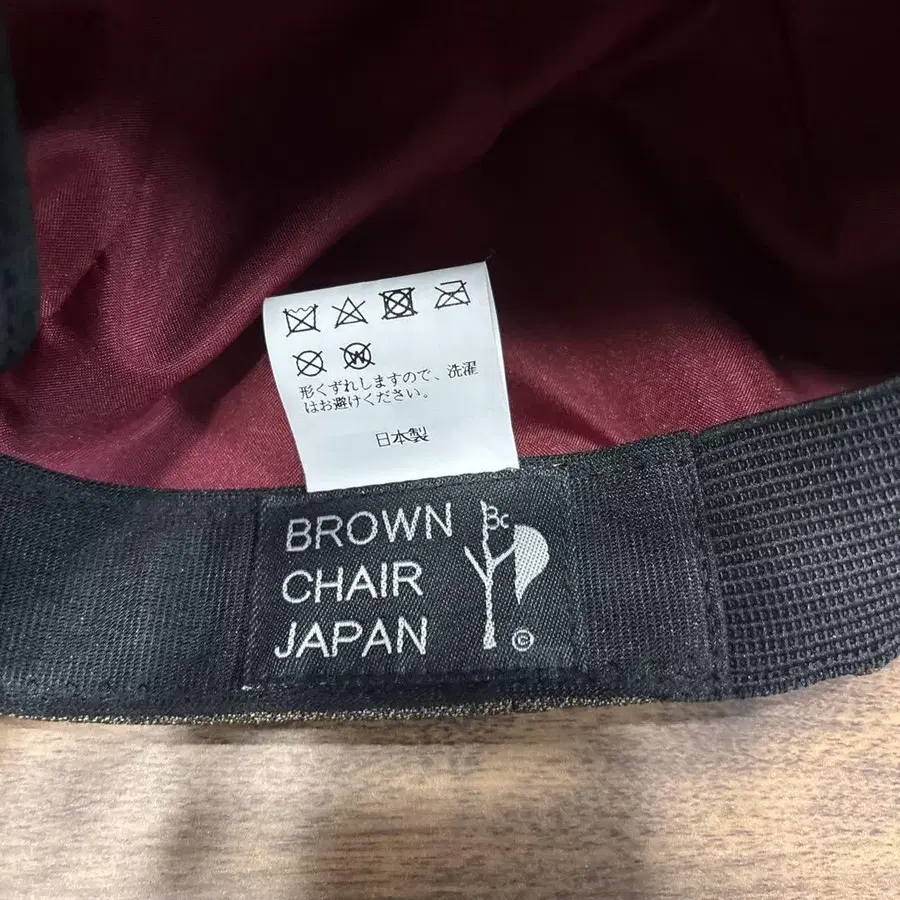 W
形くずれしますので、洗濯
はお避けください。
日本製
BROWN
CHAIR
JAPAN
Bc
©